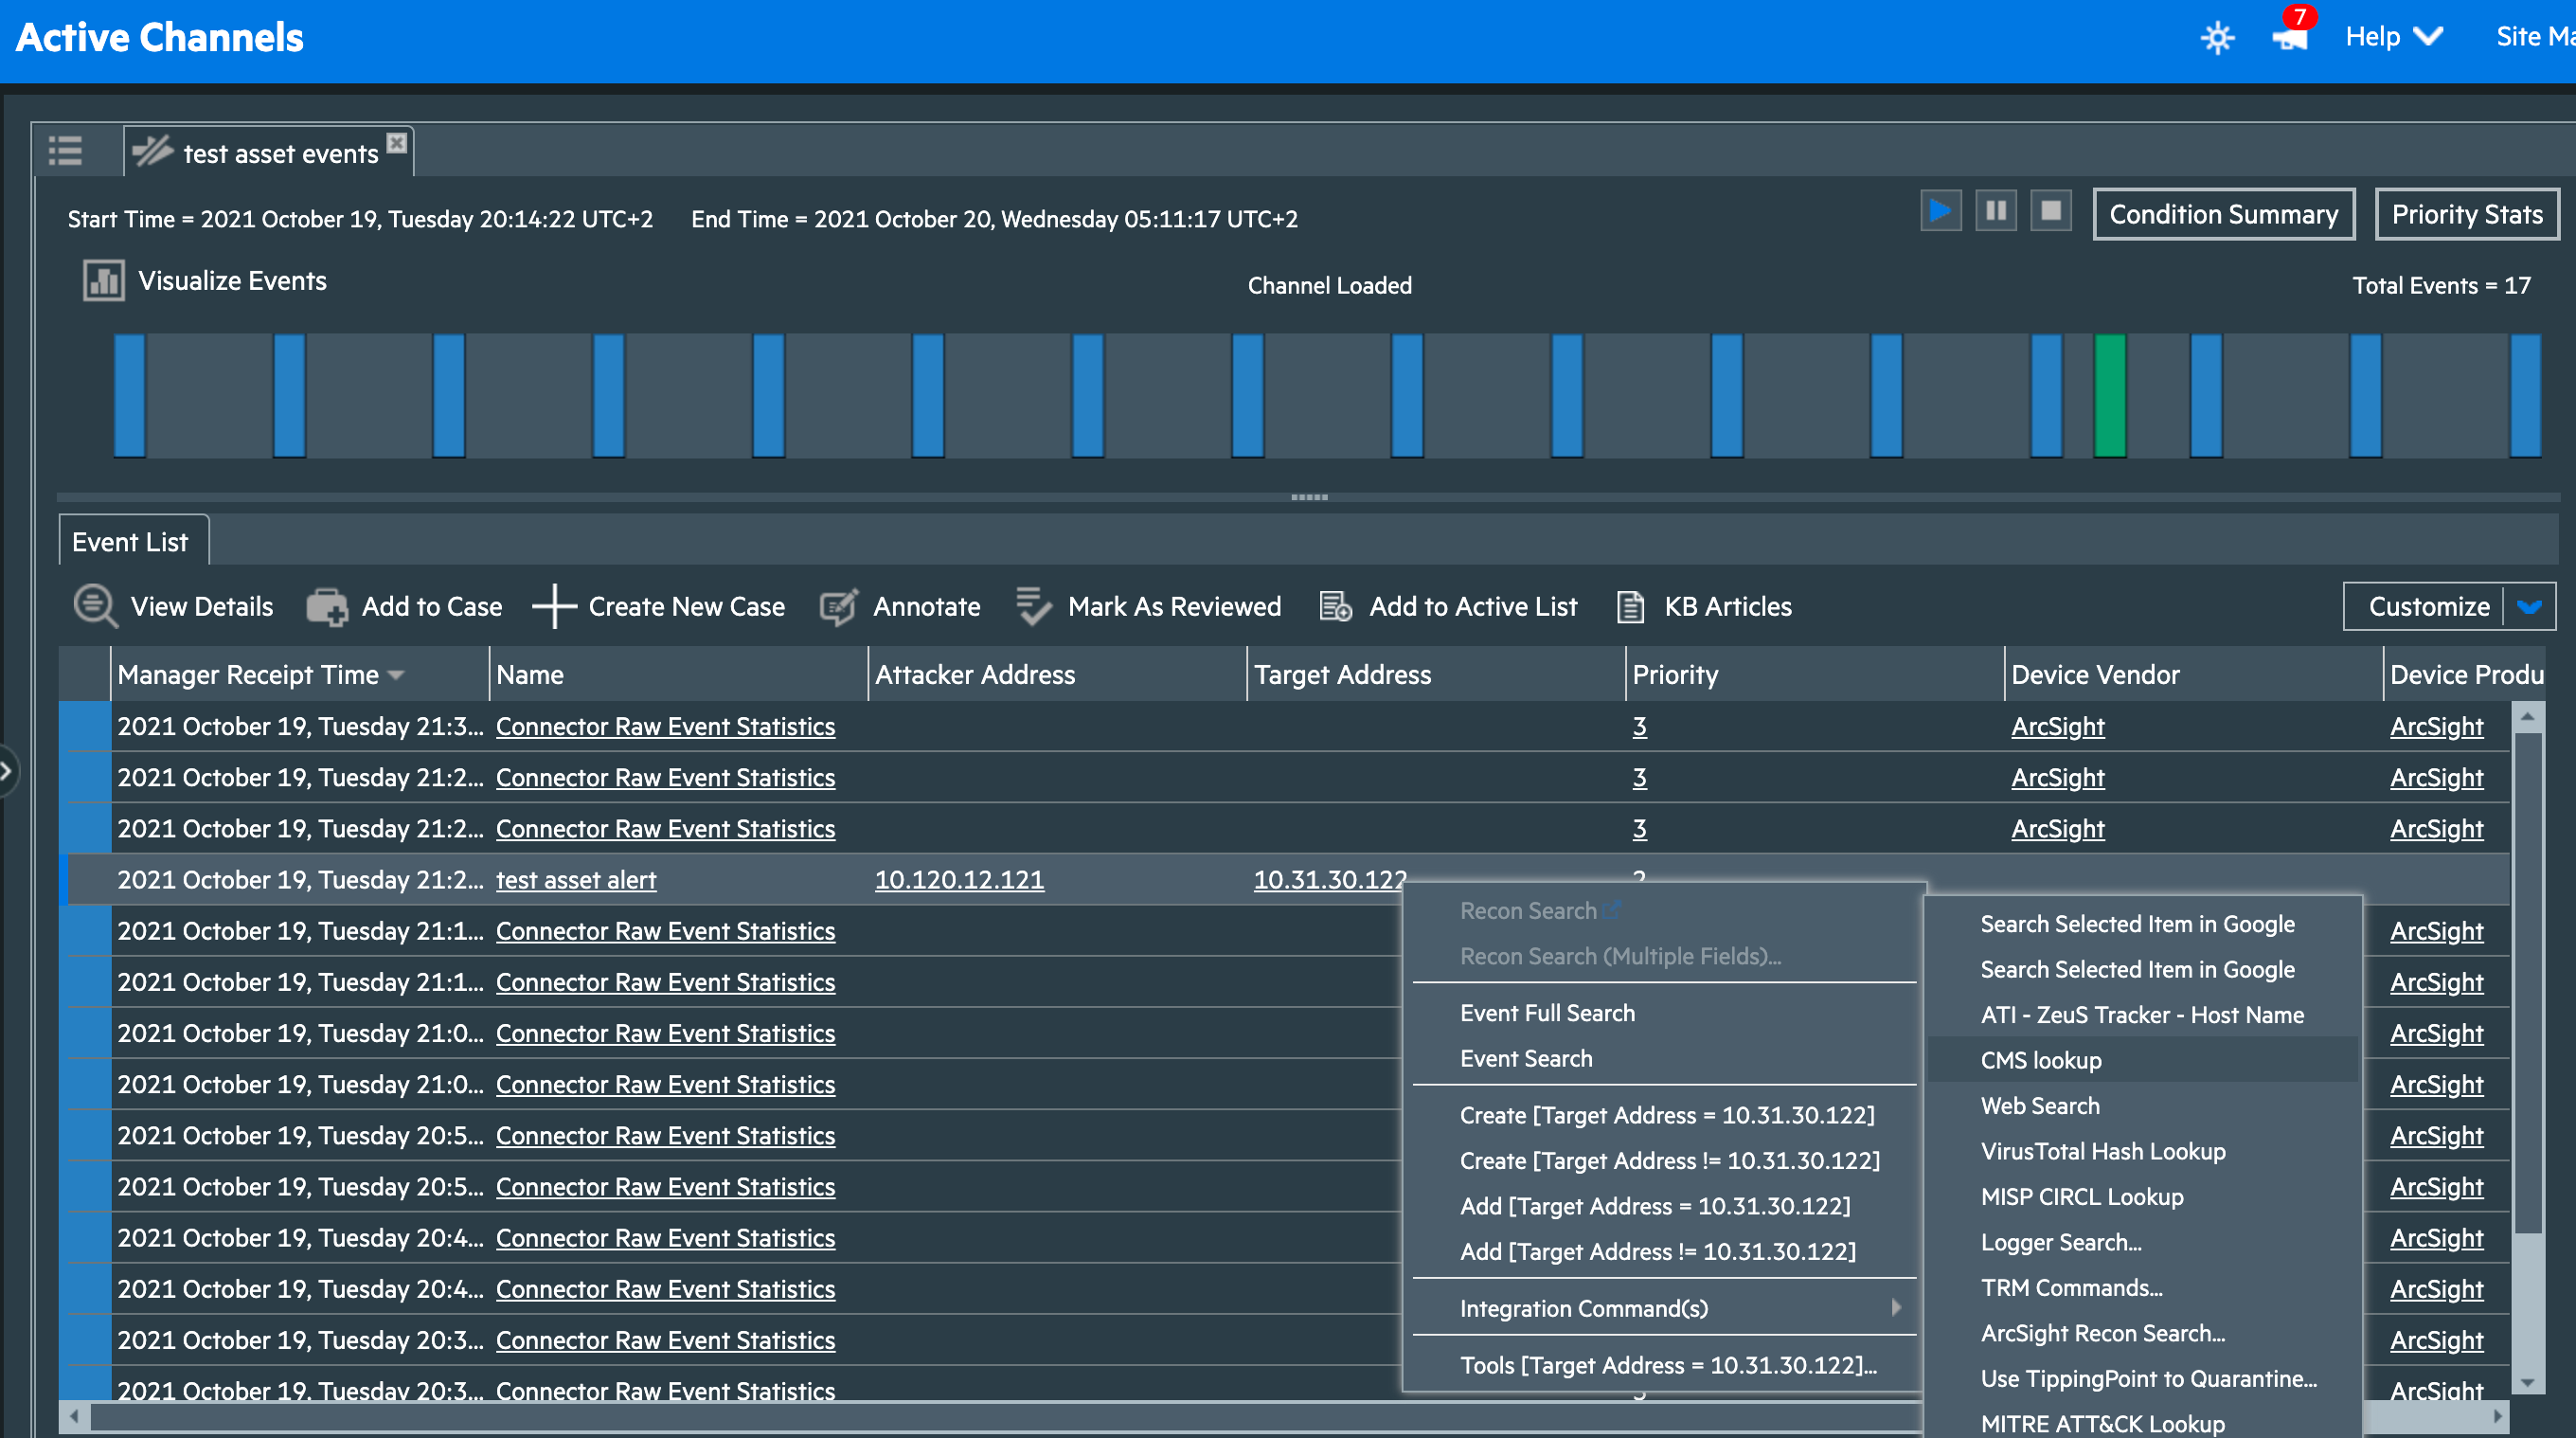 Active Channels
7
Help
Site Ma
test asset events
Start Time = 2021 October 19, Tuesday 20:14:22 UTC+2 End Time = 2021 October 20, Wednesday 05:11:17 UTC+2
Condition Summary
Priority Stats
Visualize Events
Channel Loaded
Total Events = 17
Event List
View Details Add to Case Create New Case Annotate Mark As Reviewed Add to Active List KB Articles
Customize
Manager Receipt Time Name Attacker Address Target Address Priority Device Vendor Device Produ
2021 October 19, Tuesday 21:3... Connector Raw Event Statistics 3 ArcSight ArcSight
2021 October 19, Tuesday 21:2... Connector Raw Event Statistics 3 ArcSight ArcSight
2021 October 19, Tuesday 21:2... Connector Raw Event Statistics 3 ArcSight ArcSight
2021 October 19, Tuesday 21:2... test asset alert 10.120.12.121 10.31.30.122
2021 October 19, Tuesday 21:1... Connector Raw Event Statistics ArcSight
2021 October 19, Tuesday 21:1... Connector Raw Event Statistics ArcSight
2021 October 19, Tuesday 21:0... Connector Raw Event Statistics ArcSight
2021 October 19, Tuesday 21:0... Connector Raw Event Statistics ArcSight
2021 October 19, Tuesday 20:5... Connector Raw Event Statistics ArcSight
2021 October 19, Tuesday 20:5... Connector Raw Event Statistics ArcSight
2021 October 19, Tuesday 20:4... Connector Raw Event Statistics ArcSight
2021 October 19, Tuesday 20:4... Connector Raw Event Statistics ArcSight
2021 October 19, Tuesday 20:3... Connector Raw Event Statistics ArcSight
2021 October 19, Tuesday 20:3... Connector Raw Event Statistics ArcSight
Recon Search
Recon Search (Multiple Fields)...
Event Full Search
Event Search
Create [Target Address = 10.31.30.122]
Create [Target Address != 10.31.30.122]
Add [Target Address = 10.31.30.122]
Add [Target Address != 10.31.30.122]
Integration Command(s)
Tools [Target Address = 10.31.30.122]...
Search Selected Item in Google
Search Selected Item in Google
ATI - ZeuS Tracker - Host Name
CMS lookup
Web Search
VirusTotal Hash Lookup
MISP CIRCL Lookup
Logger Search...
TRM Commands...
ArcSight Recon Search...
Use TippingPoint to Quarantine...
MITRE ATT&CK Lookup